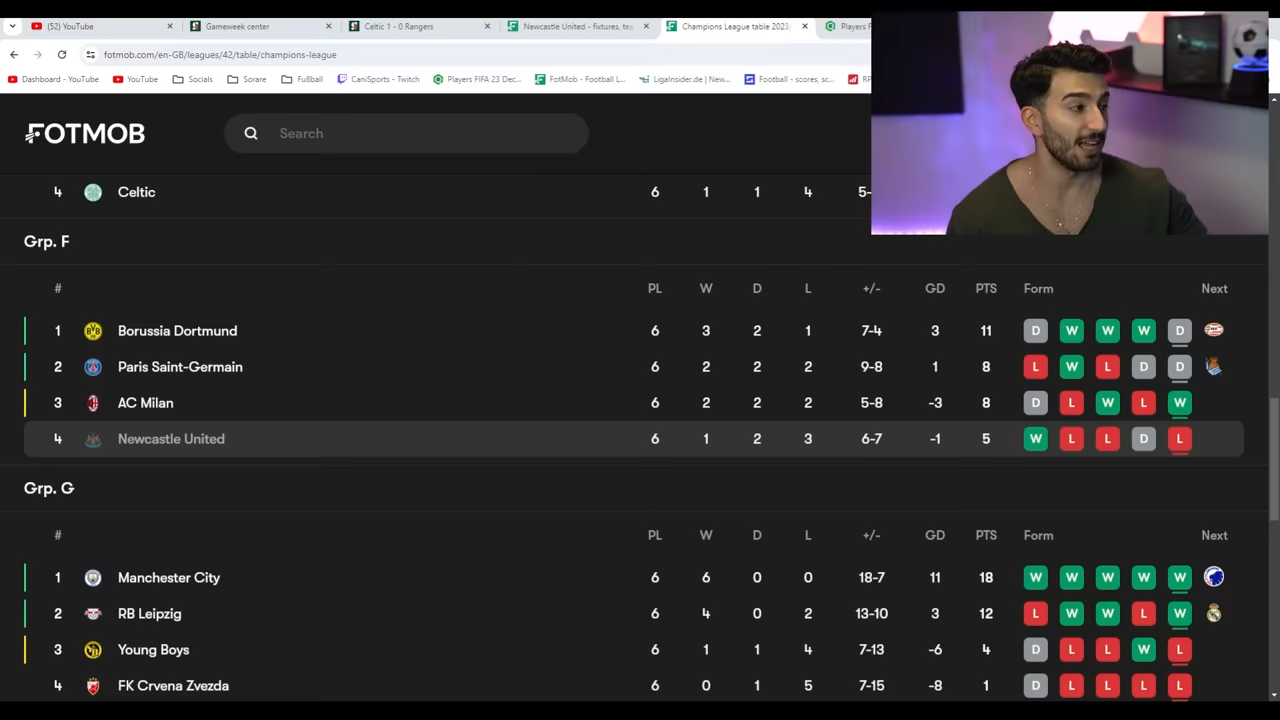 (52) YouTube
Gameweek center
Celtic 1 - 0 Rangers
Newcastle United - fixtures, te
Champions League table 2023
Players F
fotmob.com/en-GB/leagues/42/table/champions-league
Dashboard - YouTube YouTube Socials Sorare Fußball CaniSports - Twitch Players FIFA 23 Dec... FotMob - Football L... LigaInsider.de | New... Football - scores, sc... RP
FOTMOB
Search
4 Celtic 6 1 1 4 5-
Grp. F
# PL W D L +/- GD PTS Form Next
1 Borussia Dortmund 6 3 2 1 7-4 3 11 D W W W D
2 Paris Saint-Germain 6 2 2 2 9-8 1 8 L W L D D
3 AC Milan 6 2 2 2 5-8 -3 8 D L W L W
4 Newcastle United 6 1 2 3 6-7 -1 5 W L L D L
Grp. G
# PL W D L +/- GD PTS Form Next
1 Manchester City 6 6 0 0 18-7 11 18 W W W W W
2 RB Leipzig 6 4 0 2 13-10 3 12 L W W L W
3 Young Boys 6 1 1 4 7-13 -6 4 D L L W L
4 FK Crvena Zvezda 6 0 1 5 7-15 -8 1 D L L L L